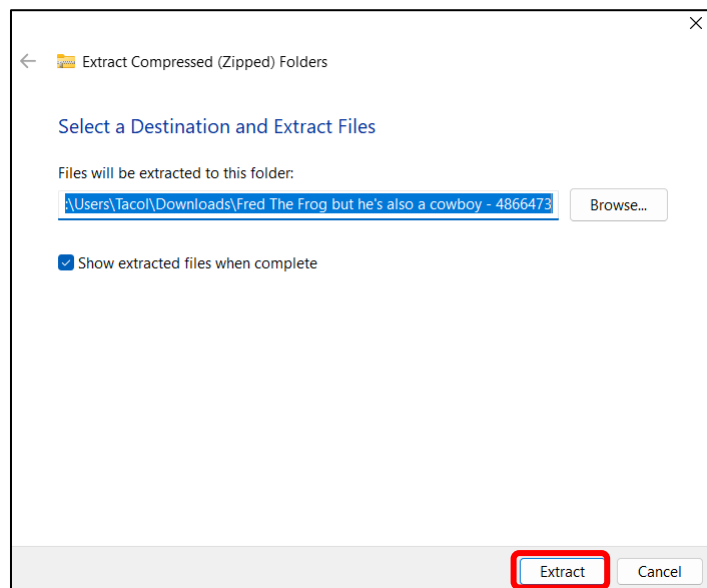 Extract Compressed (Zipped) Folders
Select a Destination and Extract Files
Files will be extracted to this folder:
:\Users\Tacol\Downloads\Fred The Frog but he's also a cowboy - 4866473
Browse...
Show extracted files when complete
Extract
Cancel